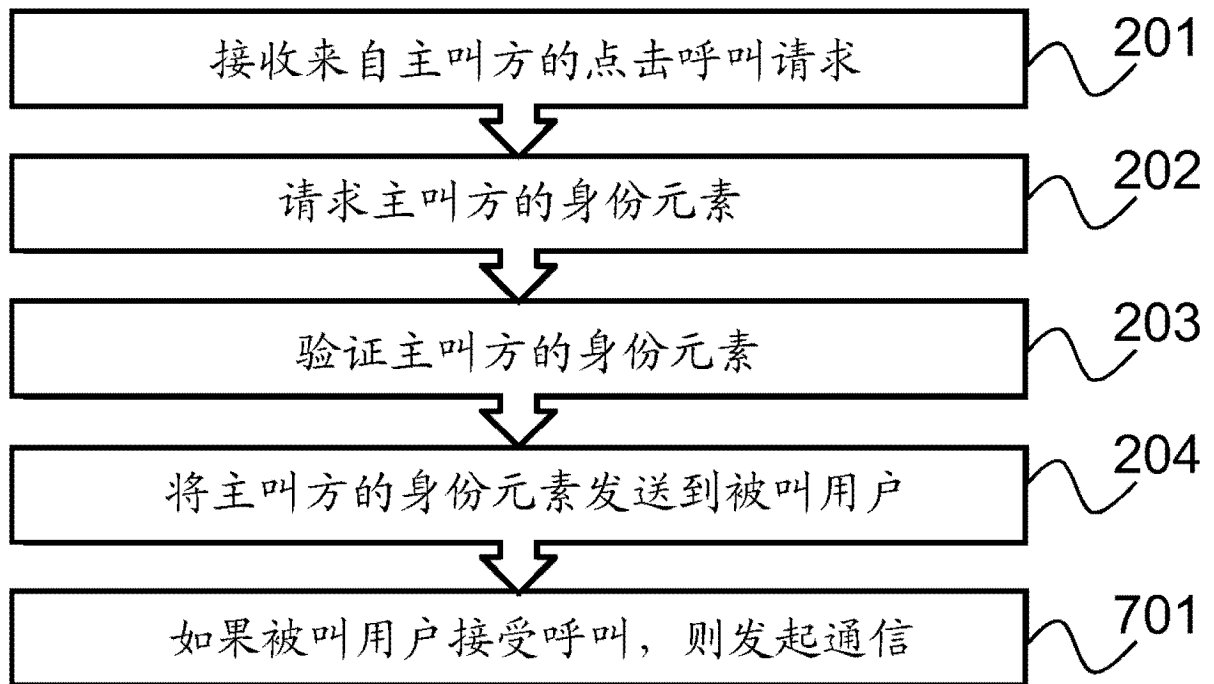 接收来自主叫方的点击呼叫请求
201
请求主叫方的身份元素
202
验证主叫方的身份元素
203
将主叫方的身份元素发送到被叫用户
204
如果被叫用户接受呼叫，则发起通信
701